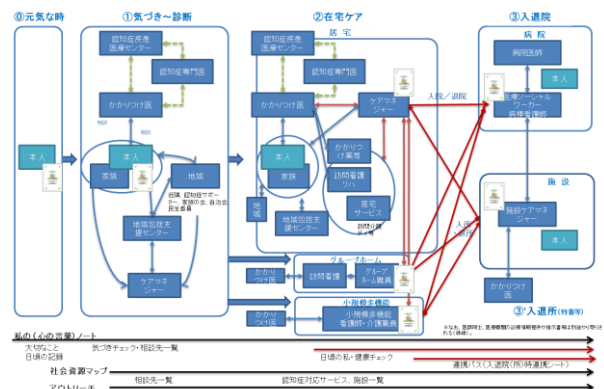 ⓪元気な時
①気づき～診断
②在宅ケア
③入退院
居 宅
病 院
認知症疾患
医療センター
認知症専門医
かかりつけ医
本人
家族
地域
近隣、認知症サポー
ター、家族の会、自治会
民生委員
地域包括支
援センター
ケアマネ
ジャー
認知症疾患
医療センター
認知症専門医
かかりつけ医
ケアマネ
ジャー
入院／退院
本人
家族
かかりつ
け薬局
訪問看護
リハ
居宅
サービス
地域
地域包括支
援センター
病院医師
本人
医療ソーシャル
ワーカー
病棟看護師
施 設
施設ケアマネ
ジャー
本人
かかりつけ
医
グループホーム
かかりつ
け医
訪問看護
グループ
ホーム職員
小規模多機能
かかりつ
け医
小規模多機能
看護師・介護職員
③'入退所(特養等)
私の（心の言葉）ノート
大切なこと
日頃の記録
気づきチェック・相談先一覧
日頃の私・健康チェック
連携パス（入退院（所）時連携シート）
社会資源マップ
相談先一覧
認知症対応サービス、施設一覧
アウトリーチ